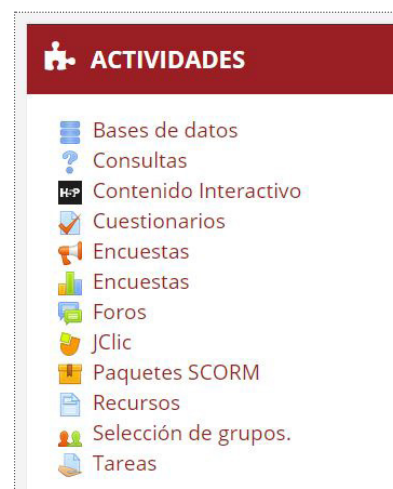 ACTIVIDADES
Bases de datos
Consultas
H-P Contenido Interactivo
Cuestionarios
Encuestas
Encuestas
Foros
JClic
Paquetes SCORM
Recursos
Selección de grupos.
Tareas